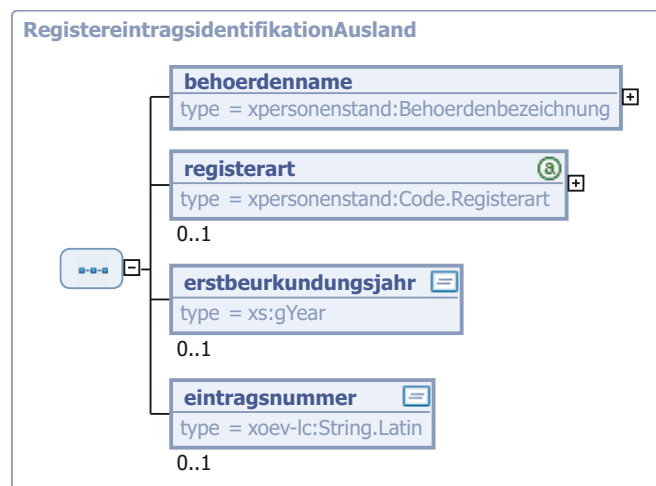 RegistereintragsidentifikationAusland
behoerdenname
type = xpersonenstand:Behoerdenbezeichnung
registerart
a
type = xpersonenstand:Code.Registerart
0..1
erstbeurkundungsjahr
type = xs:gYear
0..1
eintragsnummer
type = xoev-lc:String.Latin
0..1